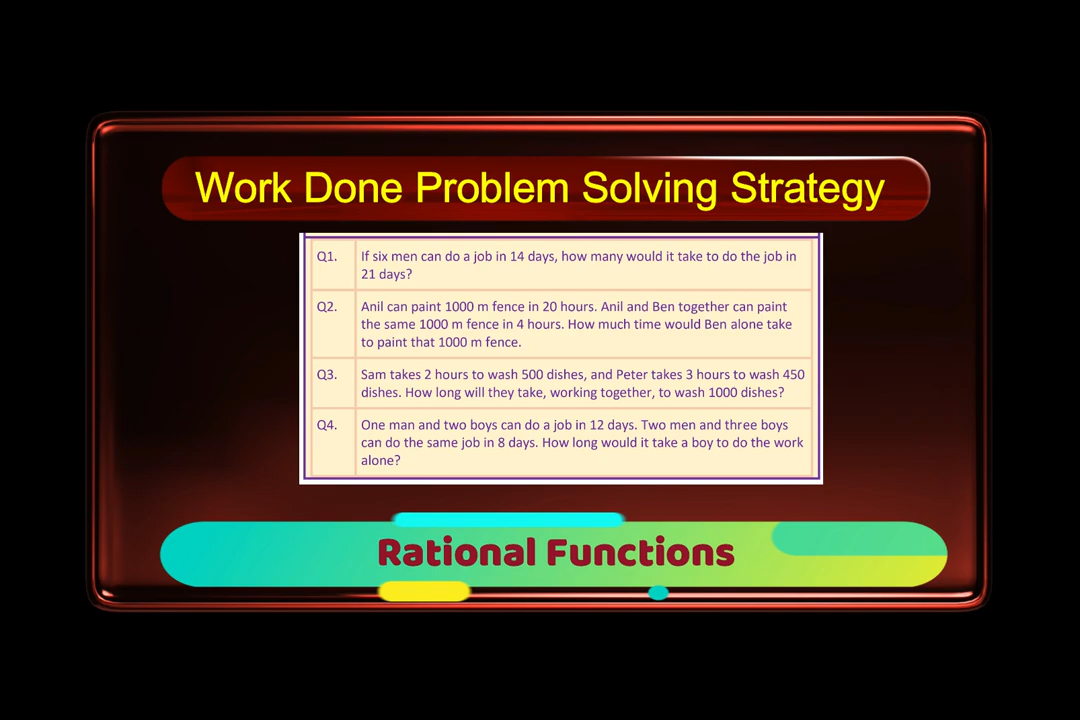 Work Done Problem Solving Strategy
Q1. If six men can do a job in 14 days, how many would it take to do the job in
21 days?
Q2. Anil can paint 1000 m fence in 20 hours. Anil and Ben together can paint
the same 1000 m fence in 4 hours. How much time would Ben alone take
to paint that 1000 m fence.
Q3. Sam takes 2 hours to wash 500 dishes, and Peter takes 3 hours to wash 450
dishes. How long will they take, working together, to wash 1000 dishes?
Q4. One man and two boys can do a job in 12 days. Two men and three boys
can do the same job in 8 days. How long would it take a boy to do the work
alone?
Rational Functions